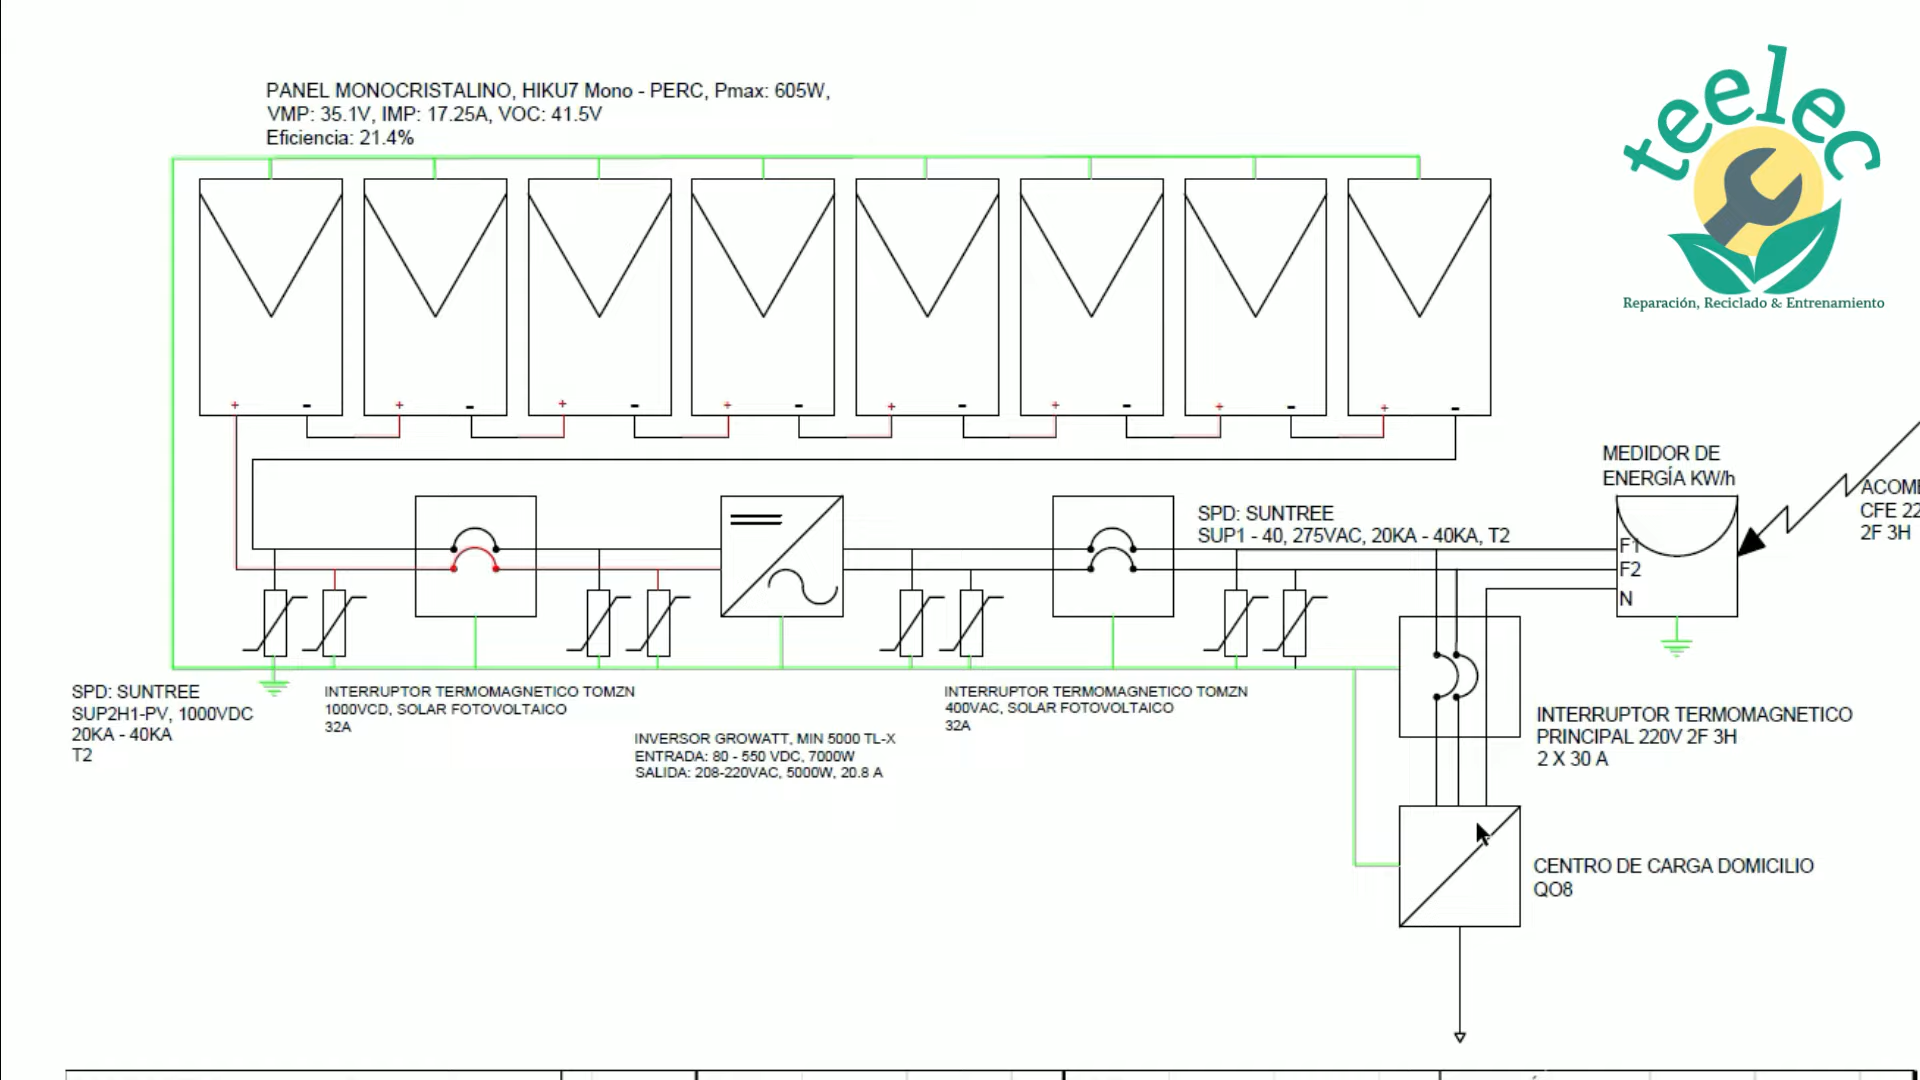 PANEL MONOCRISTALINO, HIKU7 Mono - PERC, Pmax: 605W,
VMP: 35.1V, IMP: 17.25A, VOC: 41.5V
Eficiencia: 21.4%
teelec
Reparación, Reciclado & Entrenamiento
+ -
+ -
+ -
+ -
+ -
+ -
+ -
+ -
MEDIDOR DE
ENERGÍA KW/h
F1
F2
N
CFE 22
2F 3H
SPD: SUNTREE
SUP1 - 40, 275VAC, 20KA - 40KA, T2
SPD: SUNTREE
SUP2H1-PV, 1000VDC
20KA - 40KA
T2
INTERRUPTOR TERMOMAGNETICO TOMZN
1000VCD, SOLAR FOTOVOLTAICO
32A
INVERSOR GROWATT, MIN 5000 TL-X
ENTRADA: 80 - 550 VDC, 7000W
SALIDA: 208-220VAC, 5000W, 20.8 A
INTERRUPTOR TERMOMAGNETICO TOMZN
400VAC, SOLAR FOTOVOLTAICO
32A
INTERRUPTOR TERMOMAGNETICO
PRINCIPAL 220V 2F 3H
2 X 30 A
CENTRO DE CARGA DOMICILIO
QO8